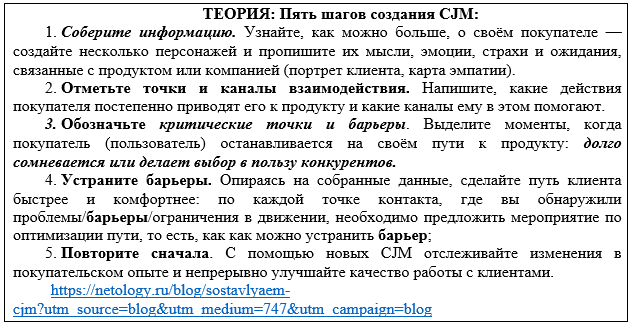 ТЕОРИЯ: Пять шагов создания CJM:
1. Соберите информацию. Узнайте, как можно больше, о своём покупателе —
создайте несколько персонажей и пропишите их мысли, эмоции, страхи и ожидания,
связанные с продуктом или компанией (портрет клиента, карта эмпатии).
2. Отметьте точки и каналы взаимодействия. Напишите, какие действия
покупателя постепенно приводят его к продукту и какие каналы ему в этом помогают.
3. Обозначьте критические точки и барьеры. Выделите моменты, когда
покупатель (пользователь) останавливается на своём пути к продукту: долго
сомневается или делает выбор в пользу конкурентов.
4. Устраните барьеры. Опираясь на собранные данные, сделайте путь клиента
быстрее и комфортнее: по каждой точке контакта, где вы обнаружили
проблемы/барьеры/ограничения в движении, необходимо предложить мероприятие по
оптимизации пути, то есть, как как можно устранить барьер;
5. Повторите сначала. С помощью новых CJM отслеживайте изменения в
покупательском опыте и непрерывно улучшайте качество работы с клиентами.
https://netology.ru/blog/sostavlyaem-
cjm?utm_source=blog&utm_medium=747&utm_campaign=blog